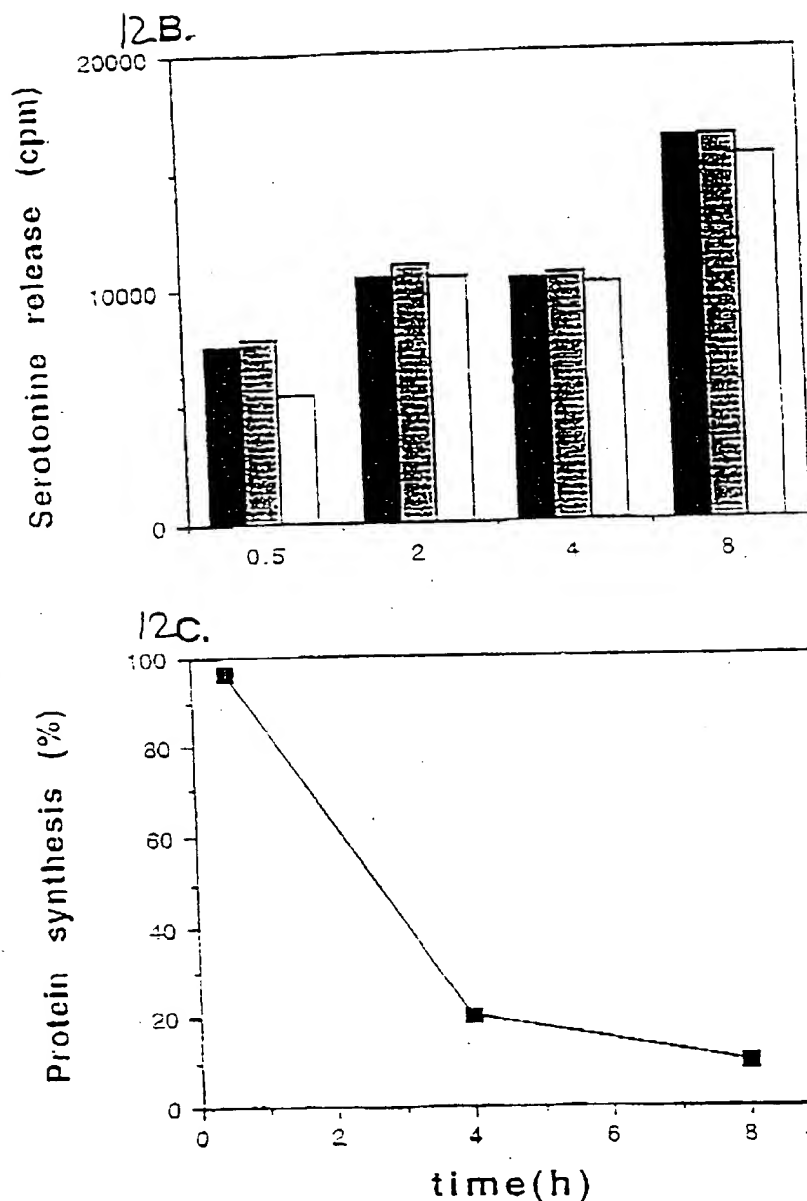 12B.
Serotonine release (cpm)
20000
10000
0
0.5 2 4 8
12C.
Protein synthesis (%)
100
80
60
40
20
0
0 2 4 6 8
time(h)